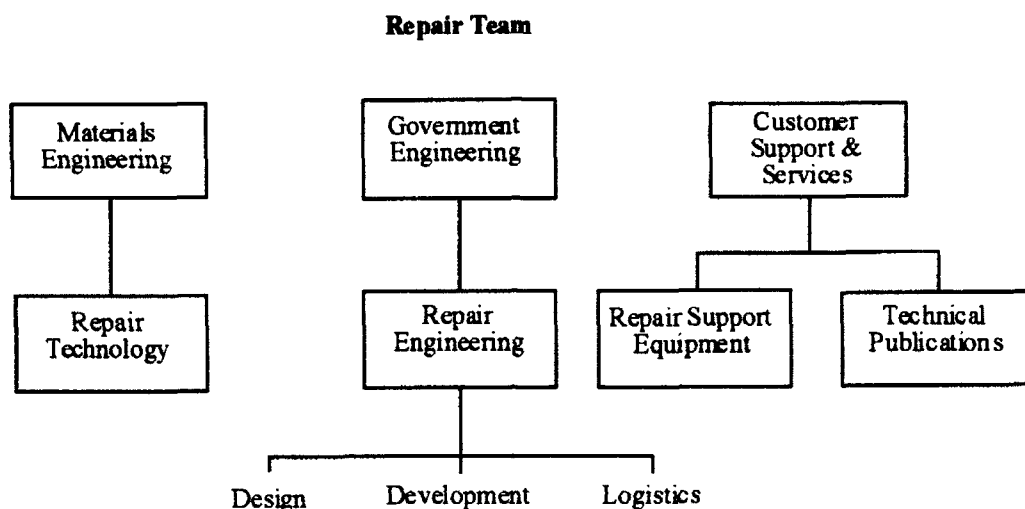 Repair Team
Materials
Engineering
Government
Engineering
Customer
Support &
Services
Repair
Technology
Repair
Engineering
Repair Support
Equipment
Technical
Publications
Design
Development
Logistics